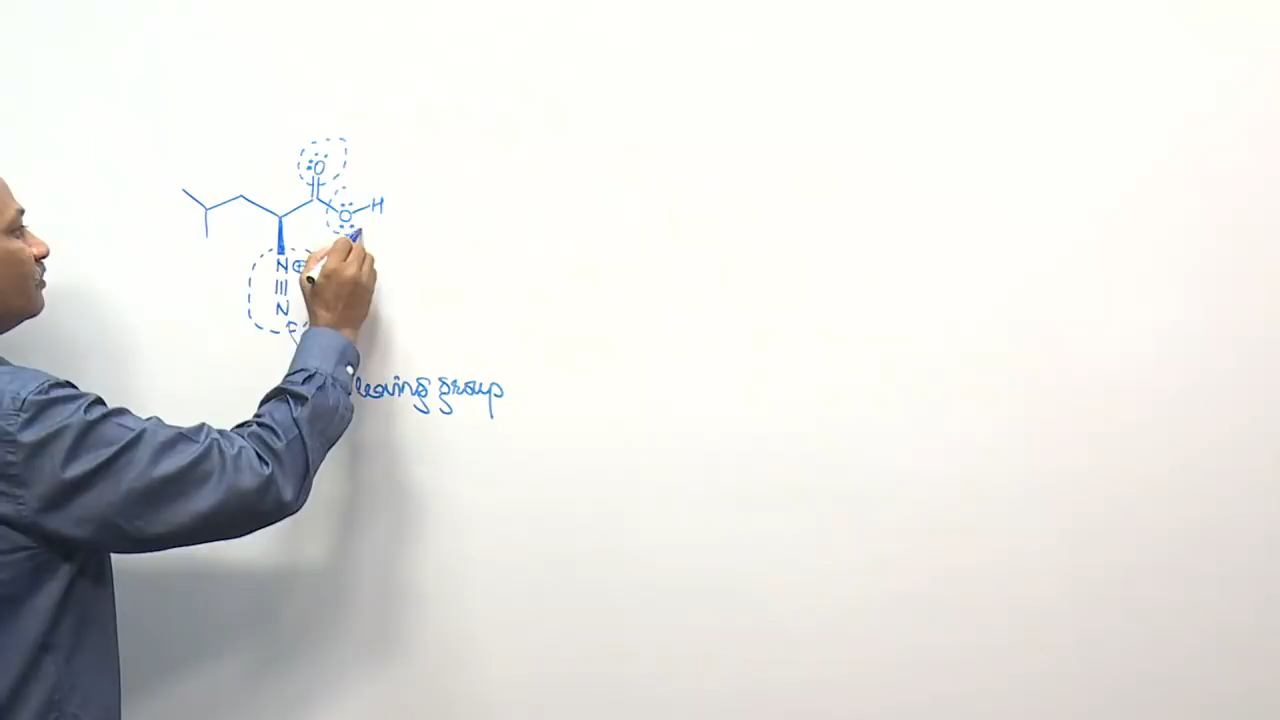 O
O H
N ⊕
N
leaving group